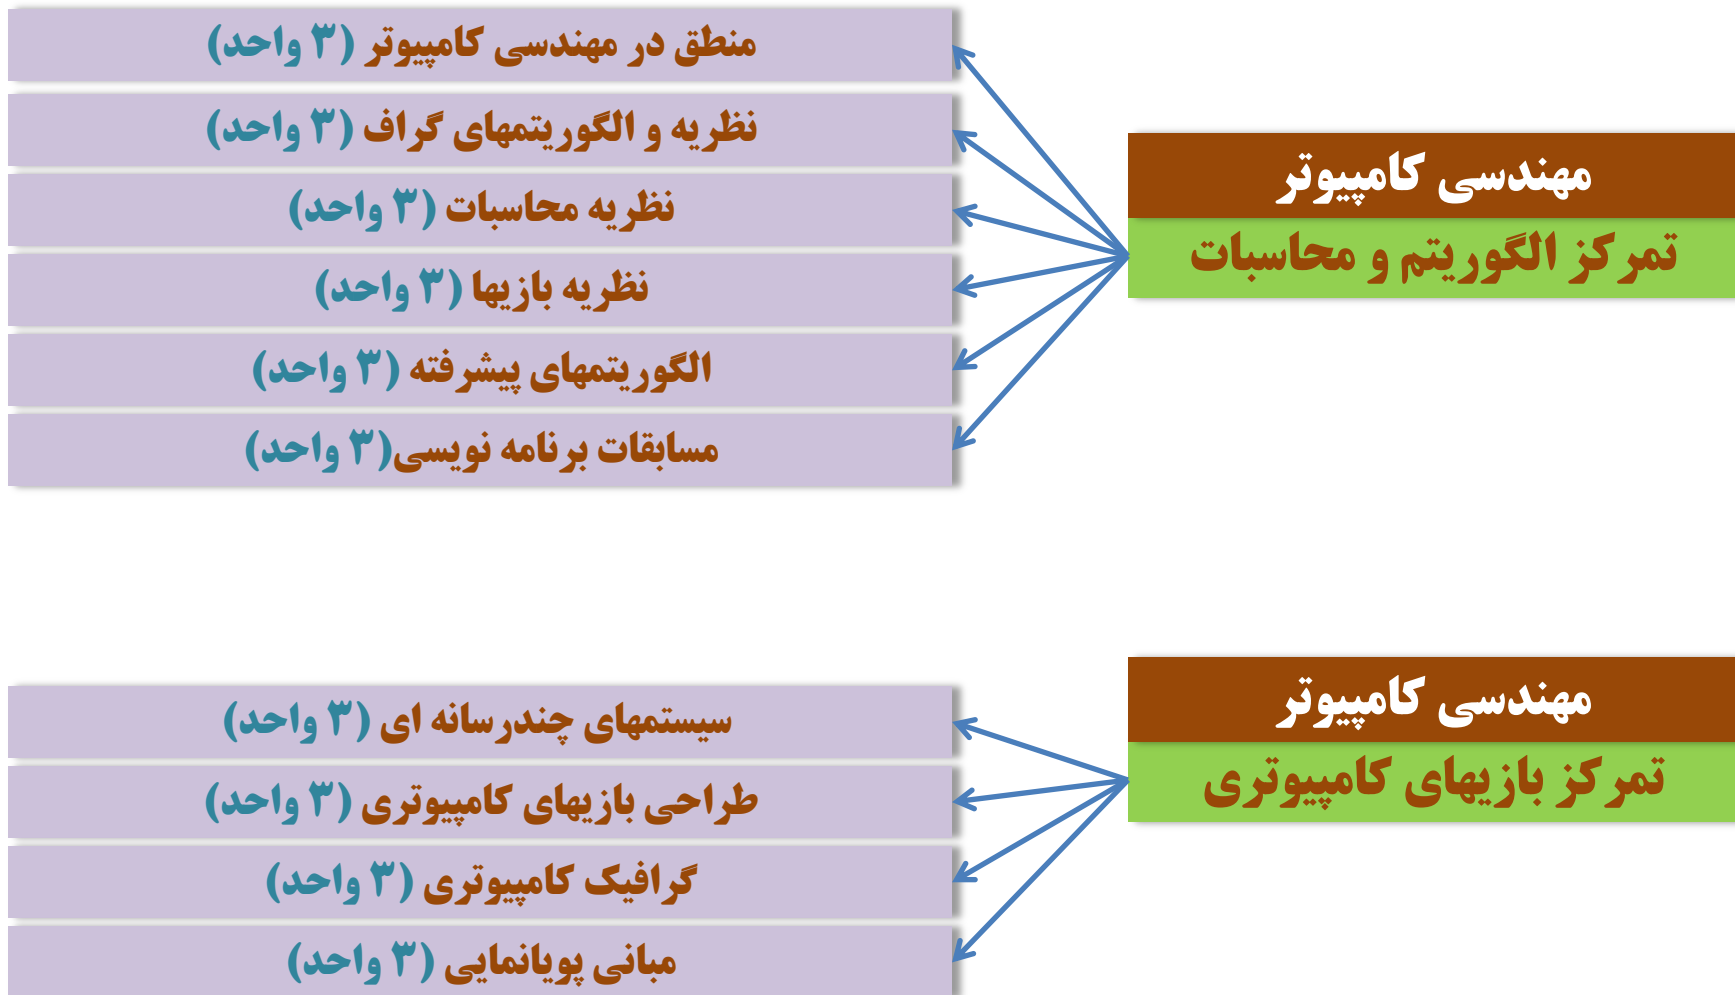 مهندسی کامپیوتر
تمرکز الگوریتم و محاسبات
منطق در مهندسی کامپیوتر (۳ واحد)
نظریه و الگوریتمهای گراف (۳ واحد)
نظریه محاسبات (۳ واحد)
نظریه بازیها (۳ واحد)
الگوریتمهای پیشرفته (۳ واحد)
مسابقات برنامه نویسی(۳ واحد)
مهندسی کامپیوتر
تمرکز بازیهای کامپیوتری
سیستمهای چندرسانه ای (۳ واحد)
طراحی بازیهای کامپیوتری (۳ واحد)
گرافیک کامپیوتری (۳ واحد)
مبانی پویانمایی (۳ واحد)